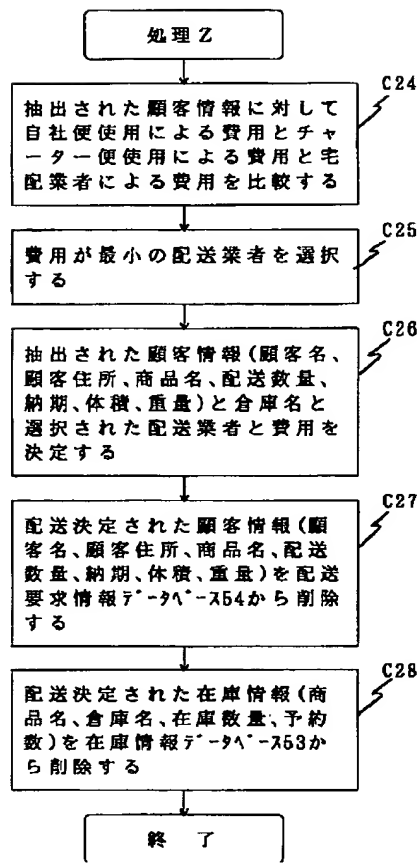 処理Z
C24
抽出された顧客情報に対して
自社便使用による費用とチャ
ーター便使用による費用と宅
配業者による費用を比較する
C25
費用が最小の配送業者を選択
する
C26
抽出された顧客情報(顧客名、
顧客住所、商品名、配送数量、
納期、体積、重量)と倉庫名と
選択された配送業者と費用を
決定する
C27
配送決定された顧客情報(顧
客名、顧客住所、商品名、配送
数量、納期、体積、重量)を配送
要求情報ﾃﾞｰﾀﾍﾞｰｽ54から削除
する
C28
配送決定された在庫情報(商
品名、倉庫名、在庫数量、予約
数)を在庫情報ﾃﾞｰﾀﾍﾞｰｽ53か
ら削除する
終了